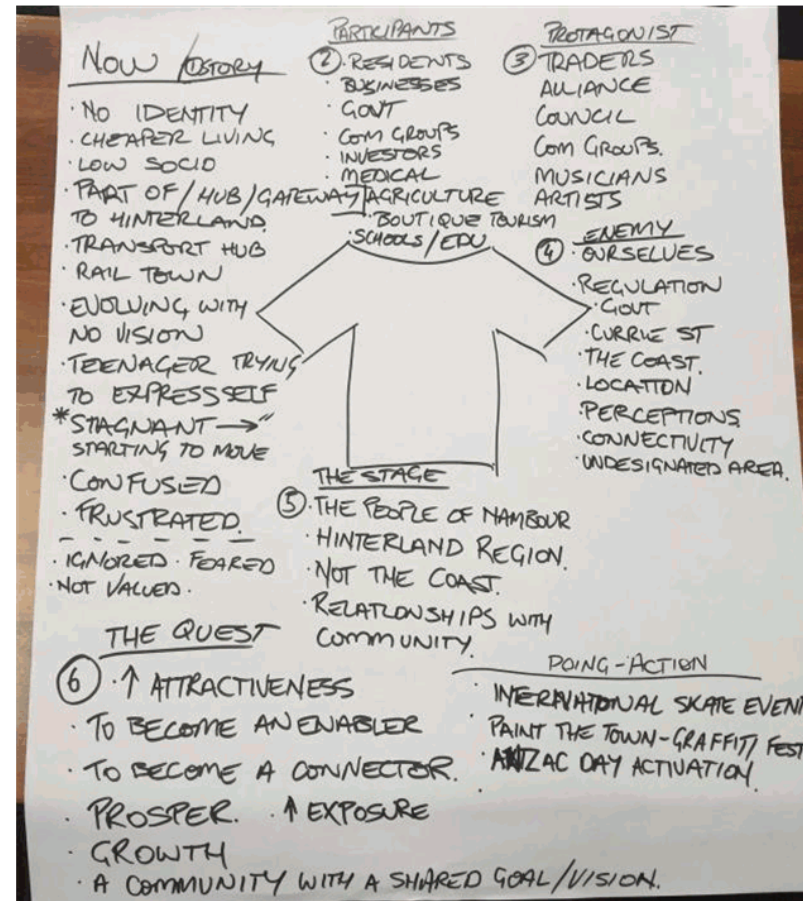 NOW /STORY
· NO IDENTITY
· CHEAPER LIVING
· LOW SOCIO
· PART OF / HUB / GATEWAY
TO HINTERLAND.
· TRANSPORT HUB
· RAIL TOWN
· EVOLVING WITH
NO VISION
· TEENAGER TRYING
TO EXPRESS SELF
* STAGNANT → "
STARTING TO MOVE
· CONFUSED
· FRUSTRATED.
· IGNORED · FEARED
· NOT VALUED.
PARTICIPANTS
② · RESIDENTS
· BUSINESSES
· GOVT
· COM GROUPS
· INVESTORS
· MEDICAL
AGRICULTURE
· BOUTIQUE TOURISM
· SCHOOLS / EDU
PROTAGONIST
③ TRADERS
ALLIANCE
COUNCIL
COM GROUPS.
MUSICIANS
ARTISTS
ENEMY
④ · OURSELVES
· REGULATION
· GOVT
· CURRIE ST
· THE COAST.
· LOCATION
· PERCEPTIONS
· CONNECTIVITY
· UNDESIGNATED AREA.
THE STAGE
⑤ · THE PEOPLE OF NAMBOUR
· HINTERLAND REGION.
· NOT THE COAST.
· RELATIONSHIPS WITH
COMMUNITY.
THE QUEST
⑥ · ↑ ATTRACTIVENESS
· TO BECOME AN ENABLER
· TO BECOME A CONNECTOR.
· PROSPER. · ↑ EXPOSURE
· GROWTH
· A COMMUNITY WITH A SHARED GOAL/VISION.
DOING - ACTION
· INTERNATIONAL SKATE EVENT
· PAINT THE TOWN - GRAFFITI FEST
· ANZAC DAY ACTIVATION.